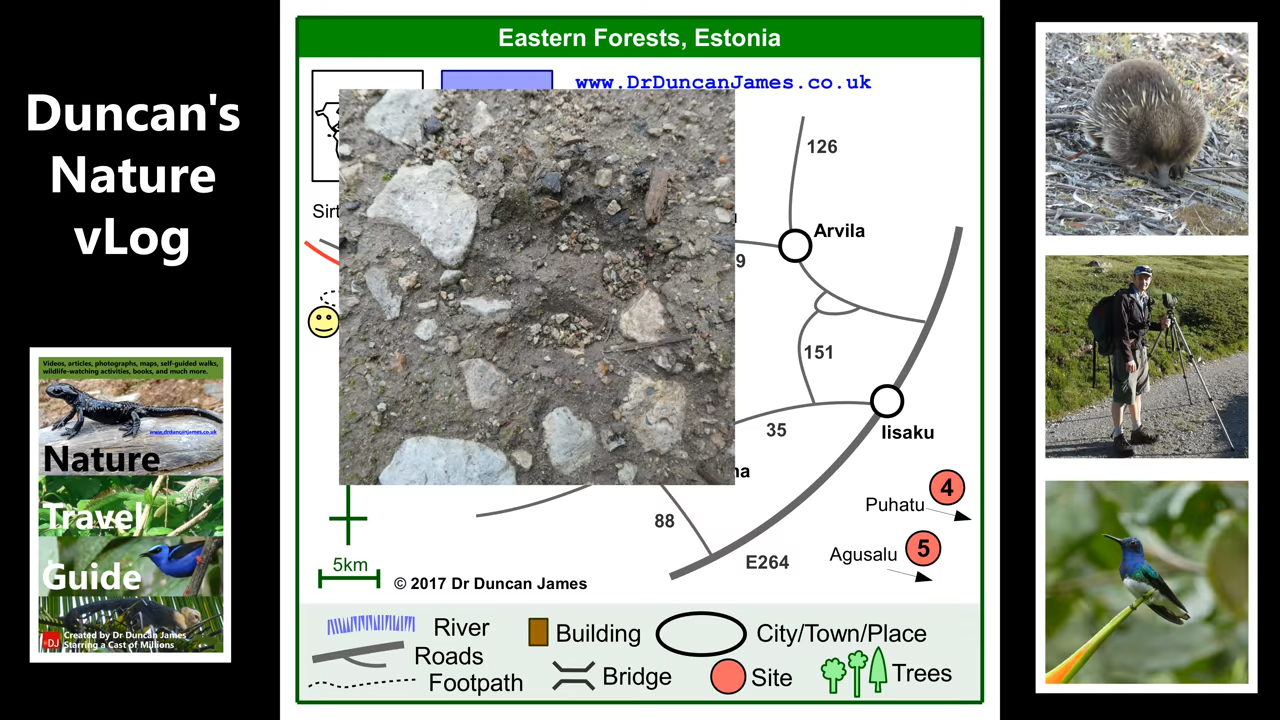 Duncan's
Nature
vLog
Videos, articles, photographs, maps, self-guided walks,
wildlife-watching activities, books, and much more.
www.drduncanjames.co.uk
Nature
Travel
Guide
DJ
Created by Dr Duncan James
Starring a Cast of Millions
Eastern Forests, Estonia
www.DrDuncanJames.co.uk
126
Arvila
9
151
Iisaku
35
4
Puhatu
88
5
Agusalu
E264
5km
© 2017 Dr Duncan James
River
Building
City/Town/Place
Roads
Footpath
Bridge
Site
Trees